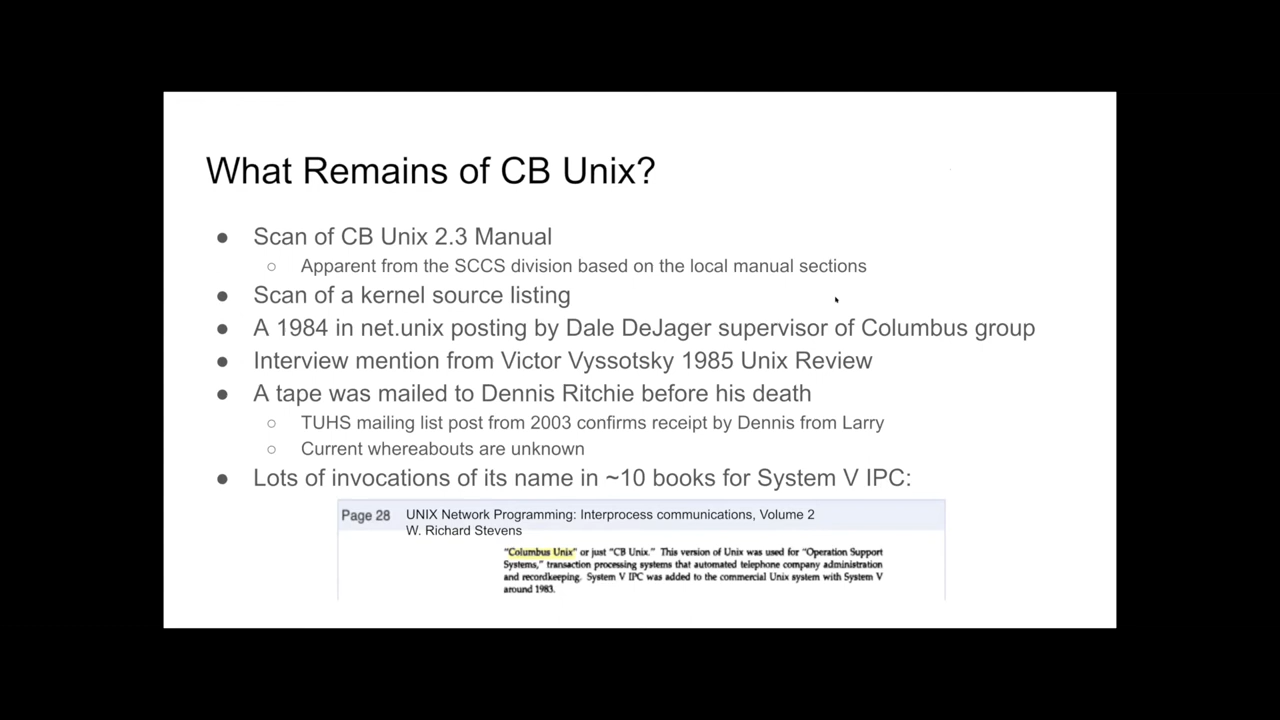 What Remains of CB Unix?
● Scan of CB Unix 2.3 Manual
○ Apparent from the SCCS division based on the local manual sections
● Scan of a kernel source listing
● A 1984 in net.unix posting by Dale DeJager supervisor of Columbus group
● Interview mention from Victor Vyssotsky 1985 Unix Review
● A tape was mailed to Dennis Ritchie before his death
○ TUHS mailing list post from 2003 confirms receipt by Dennis from Larry
○ Current whereabouts are unknown
● Lots of invocations of its name in ~10 books for System V IPC:
Page 28 UNIX Network Programming: Interprocess communications, Volume 2
W. Richard Stevens
"Columbus Unix" or just "CB Unix." This version of Unix was used for "Operation Support
Systems," transaction processing systems that automated telephone company administration
and recordkeeping. System V IPC was added to the commercial Unix system with System V
around 1983.